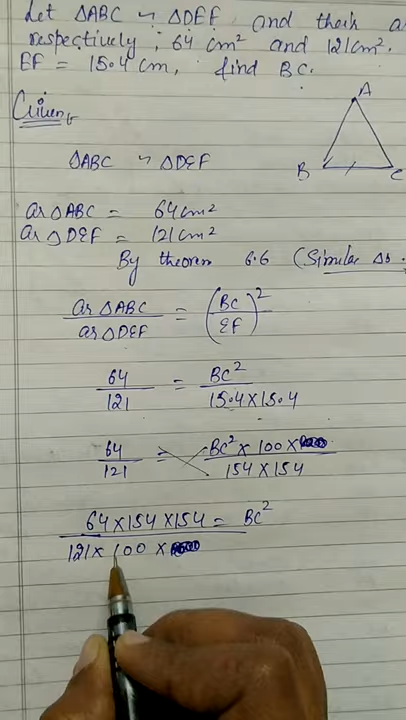 Let ΔABC ~ ΔDEF and their a
respectively, 64 cm² and 121 cm².
EF = 15.4 cm, find BC.
Given
A
ΔABC ~ ΔDEF
B C
ar ΔABC = 64 cm²
ar ΔDEF = 121 cm²
By theorem 6.6 (Similar Δs
ar ΔABC / ar ΔDEF = (BC / EF)²
64 / 121 = BC² / 15.4 × 15.4
64 / 121 = BC² × 100 × / 154 × 154
64 × 154 × 154 / 121 × 100 × = BC²